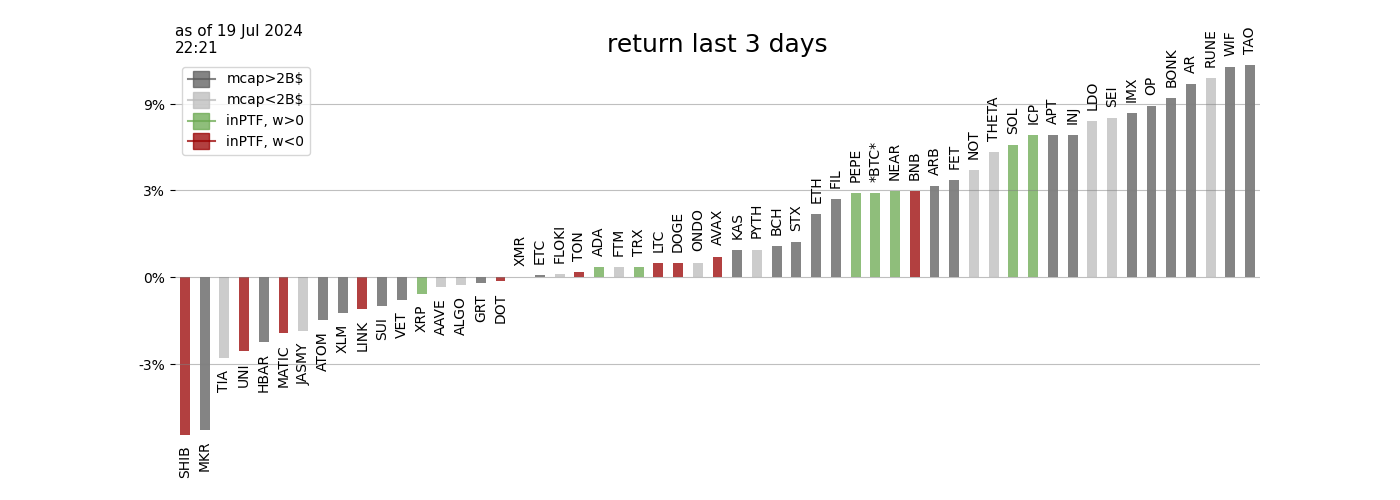 as of 19 Jul 2024
22:21
return last 3 days
mcap>2B$
mcap<2B$
inPTF, w>0
inPTF, w<0
9%
3%
0%
-3%
SHIB
MKR
TIA
UNI
HBAR
MATIC
JASMY
ATOM
XLM
LINK
SUI
VET
XRP
AAVE
ALGO
GRT
DOT
XMR
ETC
FLOKI
TON
ADA
FTM
TRX
LTC
DOGE
ONDO
AVAX
KAS
PYTH
BCH
STX
ETH
FIL
PEPE
*BTC*
NEAR
BNB
ARB
FET
NOT
THETA
SOL
ICP
APT
INJ
LDO
SEI
IMX
OP
BONK
AR
RUNE
WIF
TAO